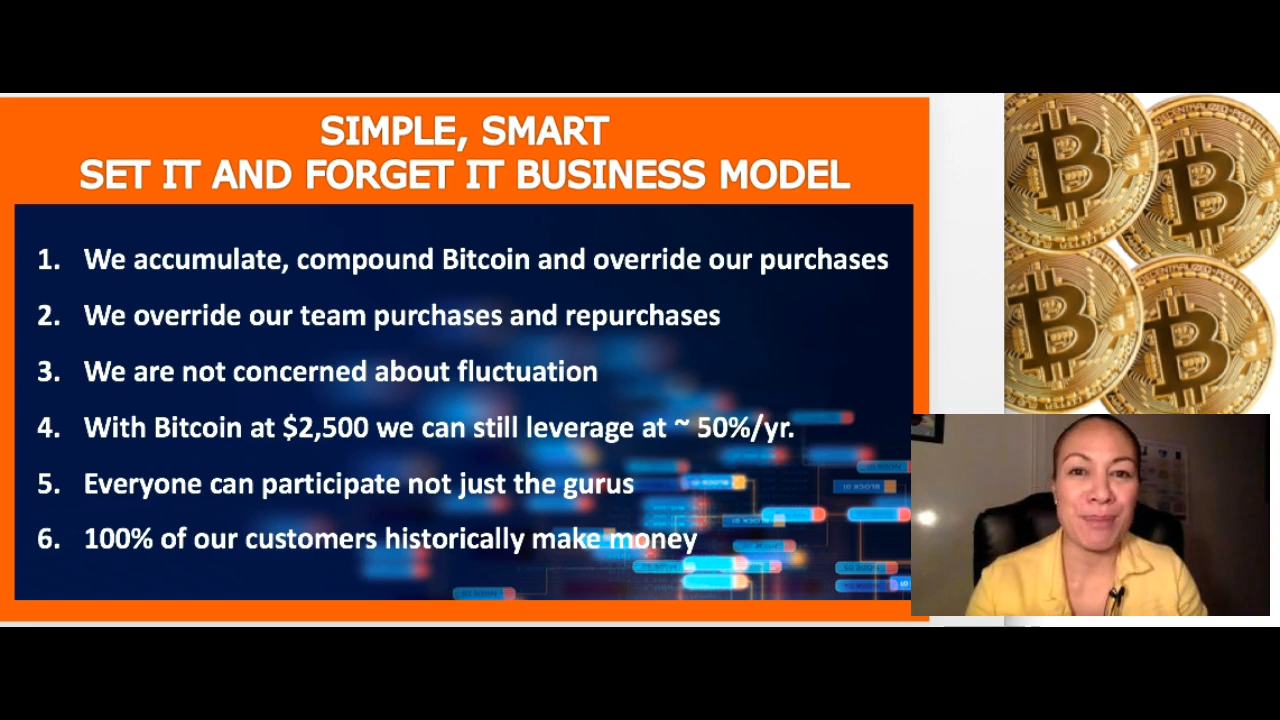 SIMPLE, SMART
SET IT AND FORGET IT BUSINESS MODEL
1. We accumulate, compound Bitcoin and override our purchases
2. We override our team purchases and repurchases
3. We are not concerned about fluctuation
4. With Bitcoin at $2,500 we can still leverage at ~ 50%/yr.
5. Everyone can participate not just the gurus
6. 100% of our customers historically make money